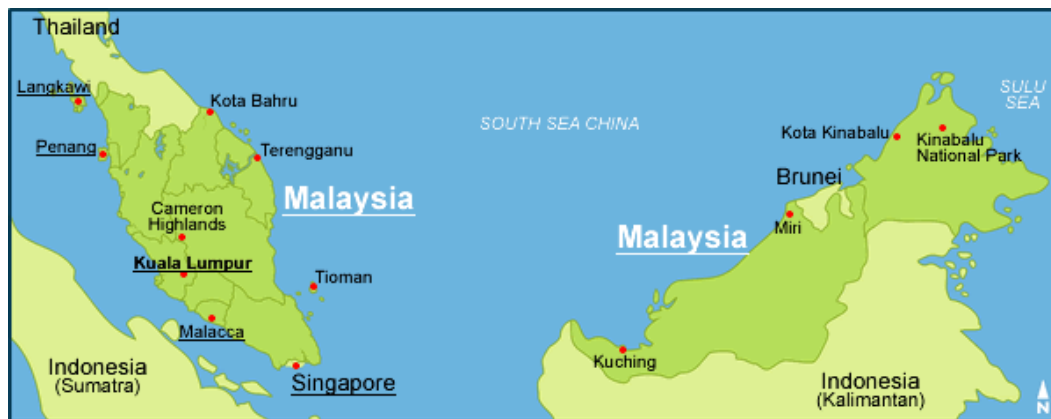 Thailand
Langkawi
Kota Bahru
Penang
Terengganu
Malaysia
Cameron
Highlands
Kuala Lumpur
Tioman
Malacca
Indonesia
(Sumatra)
Singapore
SOUTH SEA CHINA
SULU
SEA
Kota Kinabalu
Kinabalu
National Park
Brunei
Miri
Malaysia
Kuching
Indonesia
(Kalimantan)
N